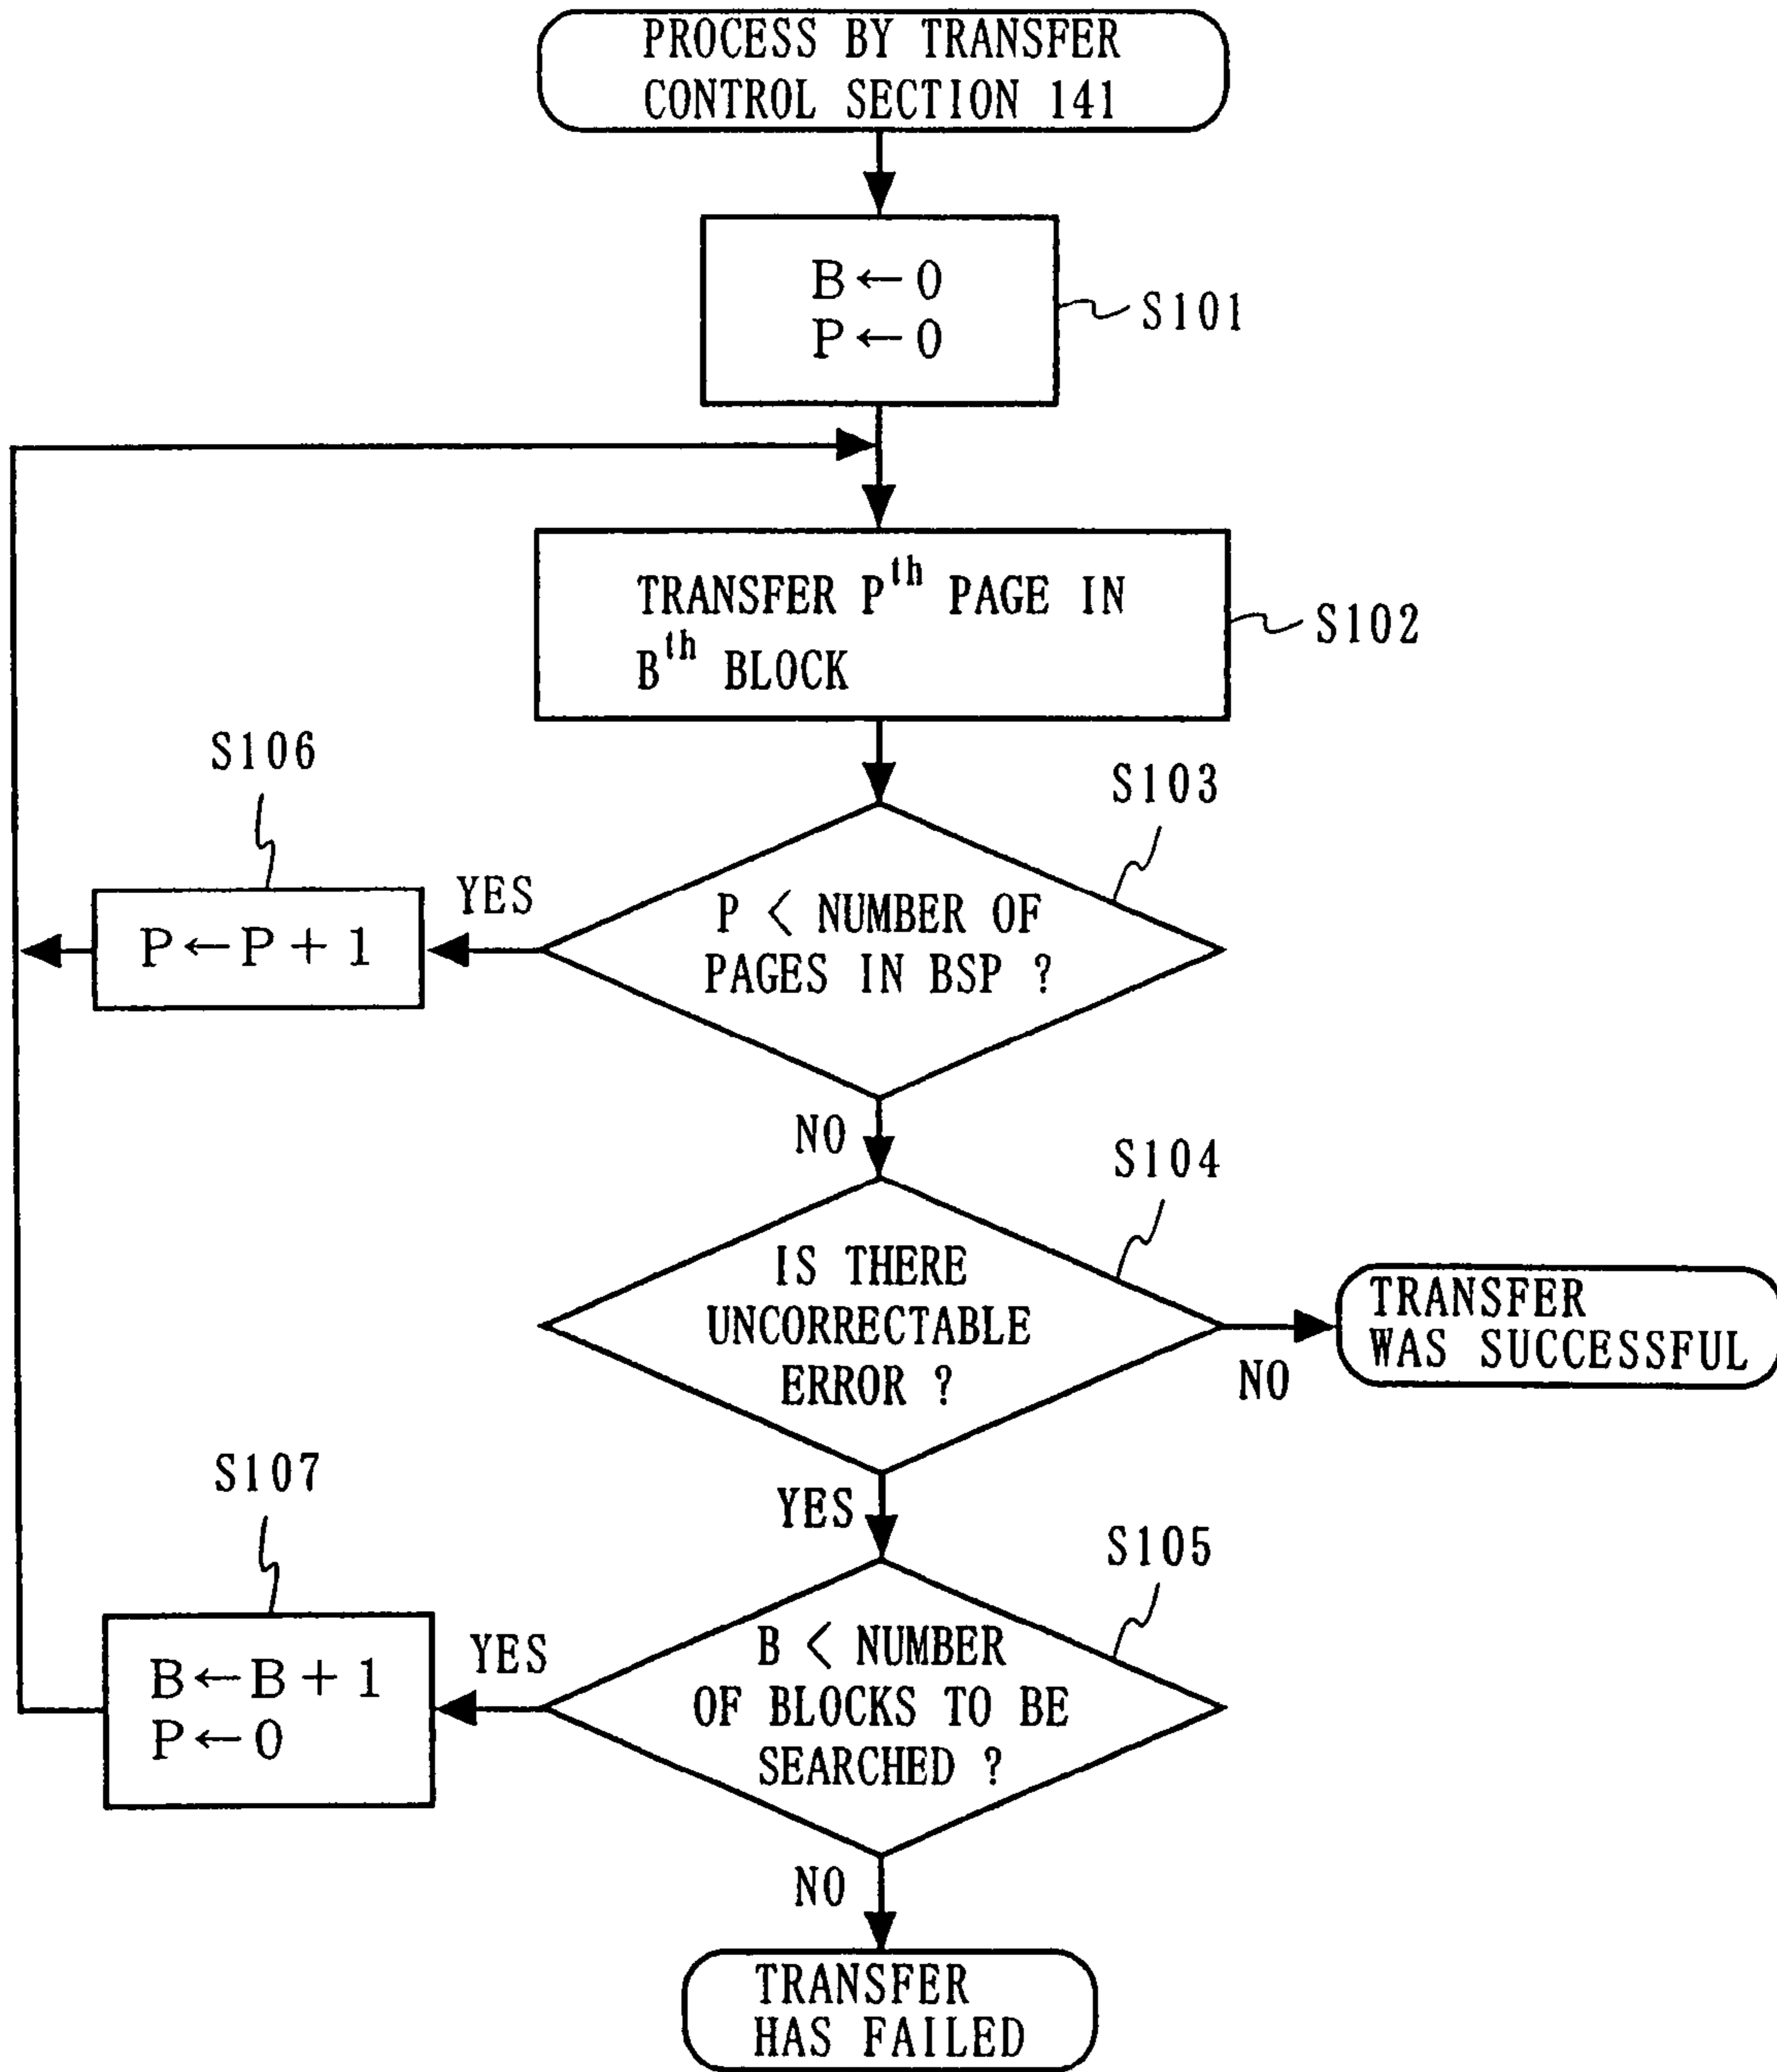 PROCESS BY TRANSFER
CONTROL SECTION 141
B←0
P←0
S101
TRANSFER Pth PAGE IN
Bth BLOCK
S102
S106
S103
P←P+1
YES
P < NUMBER OF
PAGES IN BSP ?
NO
S104
IS THERE
UNCORRECTABLE
ERROR ?
NO
TRANSFER
WAS SUCCESSFUL
S107
YES
S105
B←B+1
P←0
YES
B < NUMBER
OF BLOCKS TO BE
SEARCHED ?
NO
TRANSFER
HAS FAILED